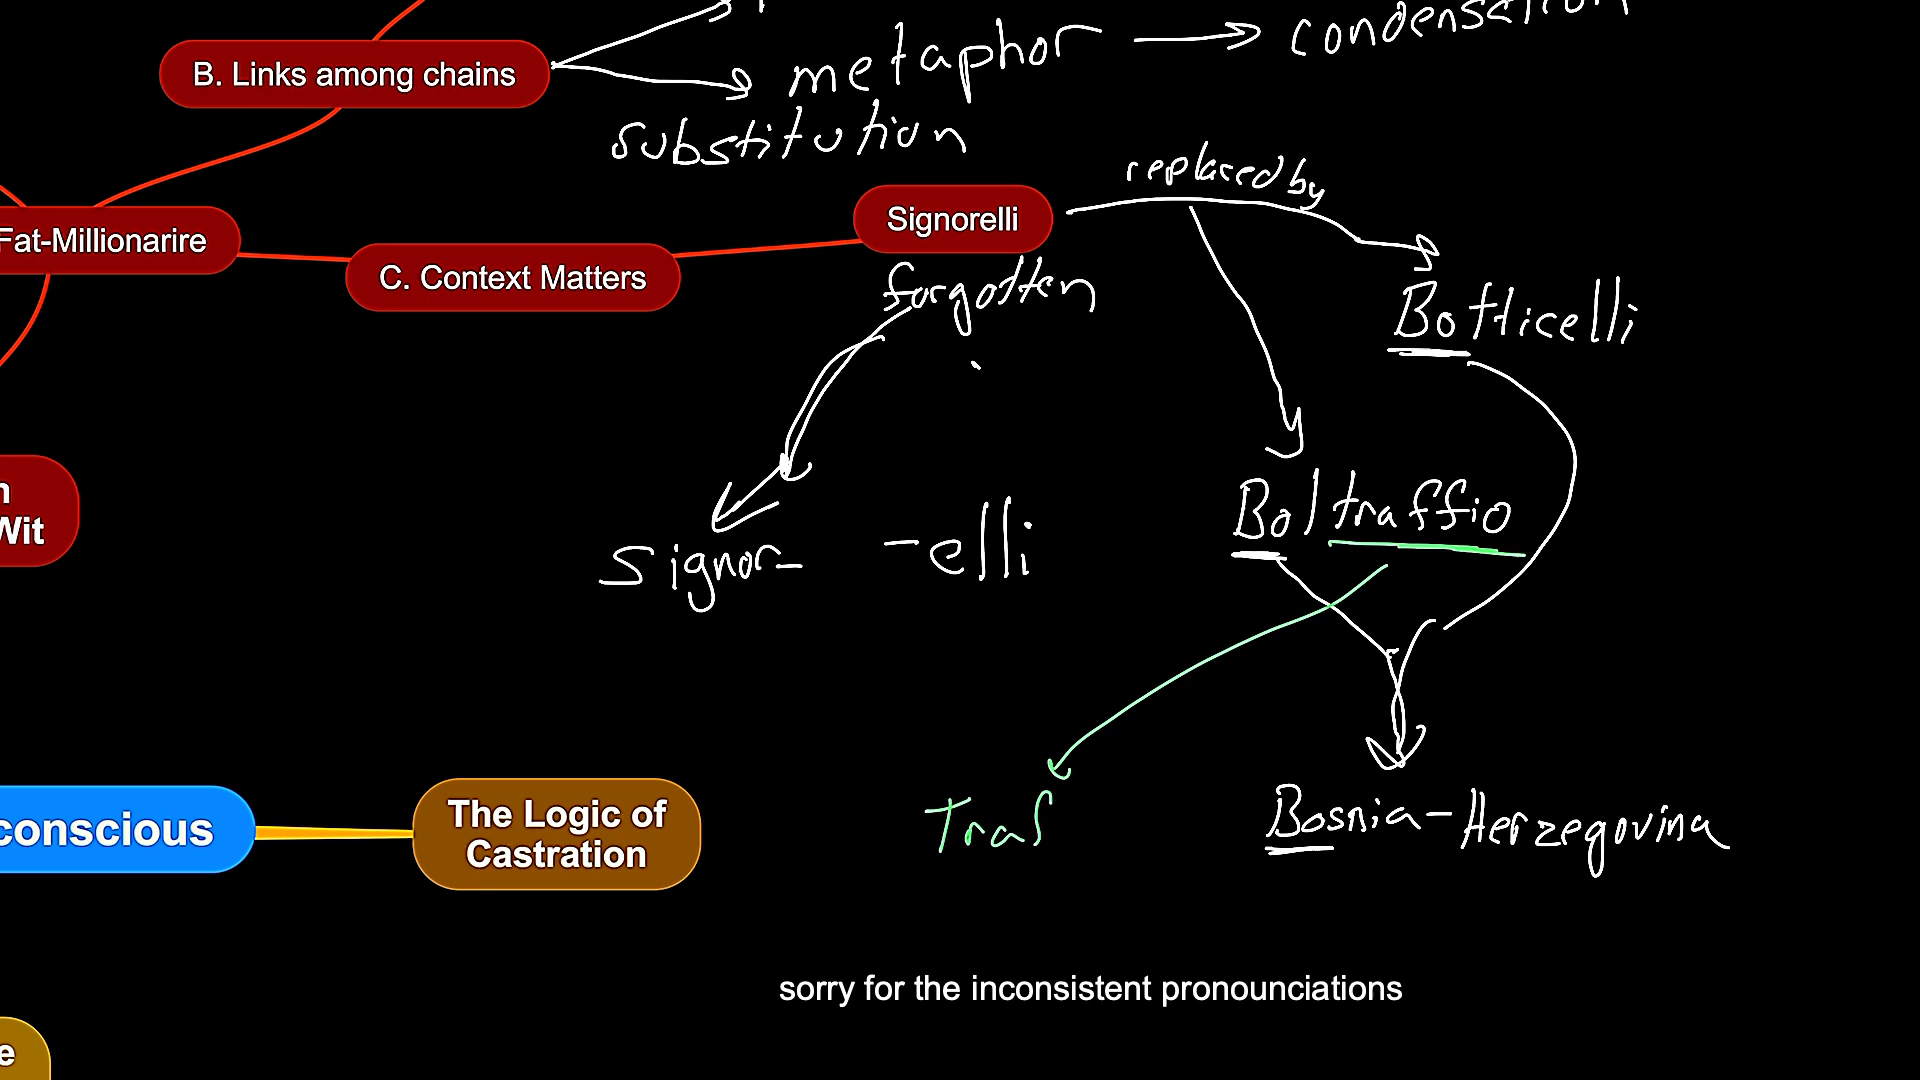 B. Links among chains
metaphor
condensation
substitution
replaced by
Signorelli
Fat-Millionarire
C. Context Matters
forgotten
Botticelli
Boltraffio
Wit
Signor-
-elli
Traf
Bosnia-Herzegovina
conscious
The Logic of
Castration
sorry for the inconsistent pronounciations